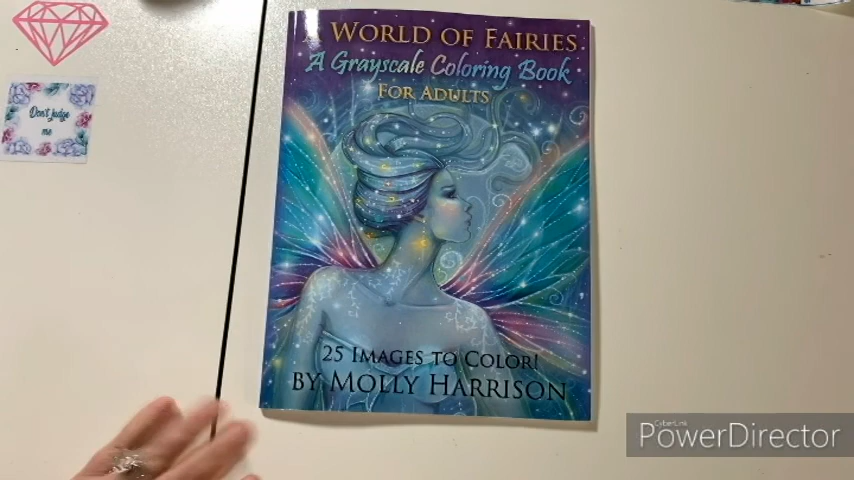 Don't judge
me
A WORLD OF FAIRIES
A Grayscale Coloring Book
FOR ADULTS
25 IMAGES TO COLOR!
BY MOLLY HARRISON
CyberLink
PowerDirector